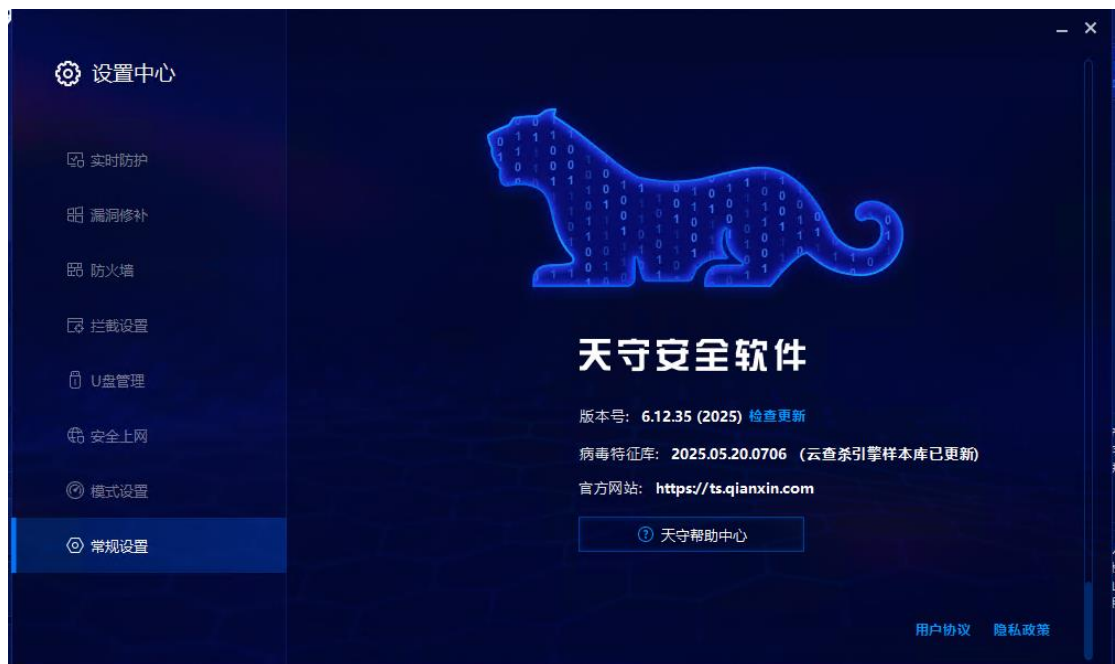 设置中心
实时防护
漏洞修补
防火墙
拦截设置
U盘管理
安全上网
模式设置
常规设置
天守安全软件
版本号: 6.12.35 (2025) 检查更新
病毒特征库: 2025.05.20.0706 (云查杀引擎样本库已更新)
官方网站: https://ts.qianxin.com
天守帮助中心
用户协议 隐私政策